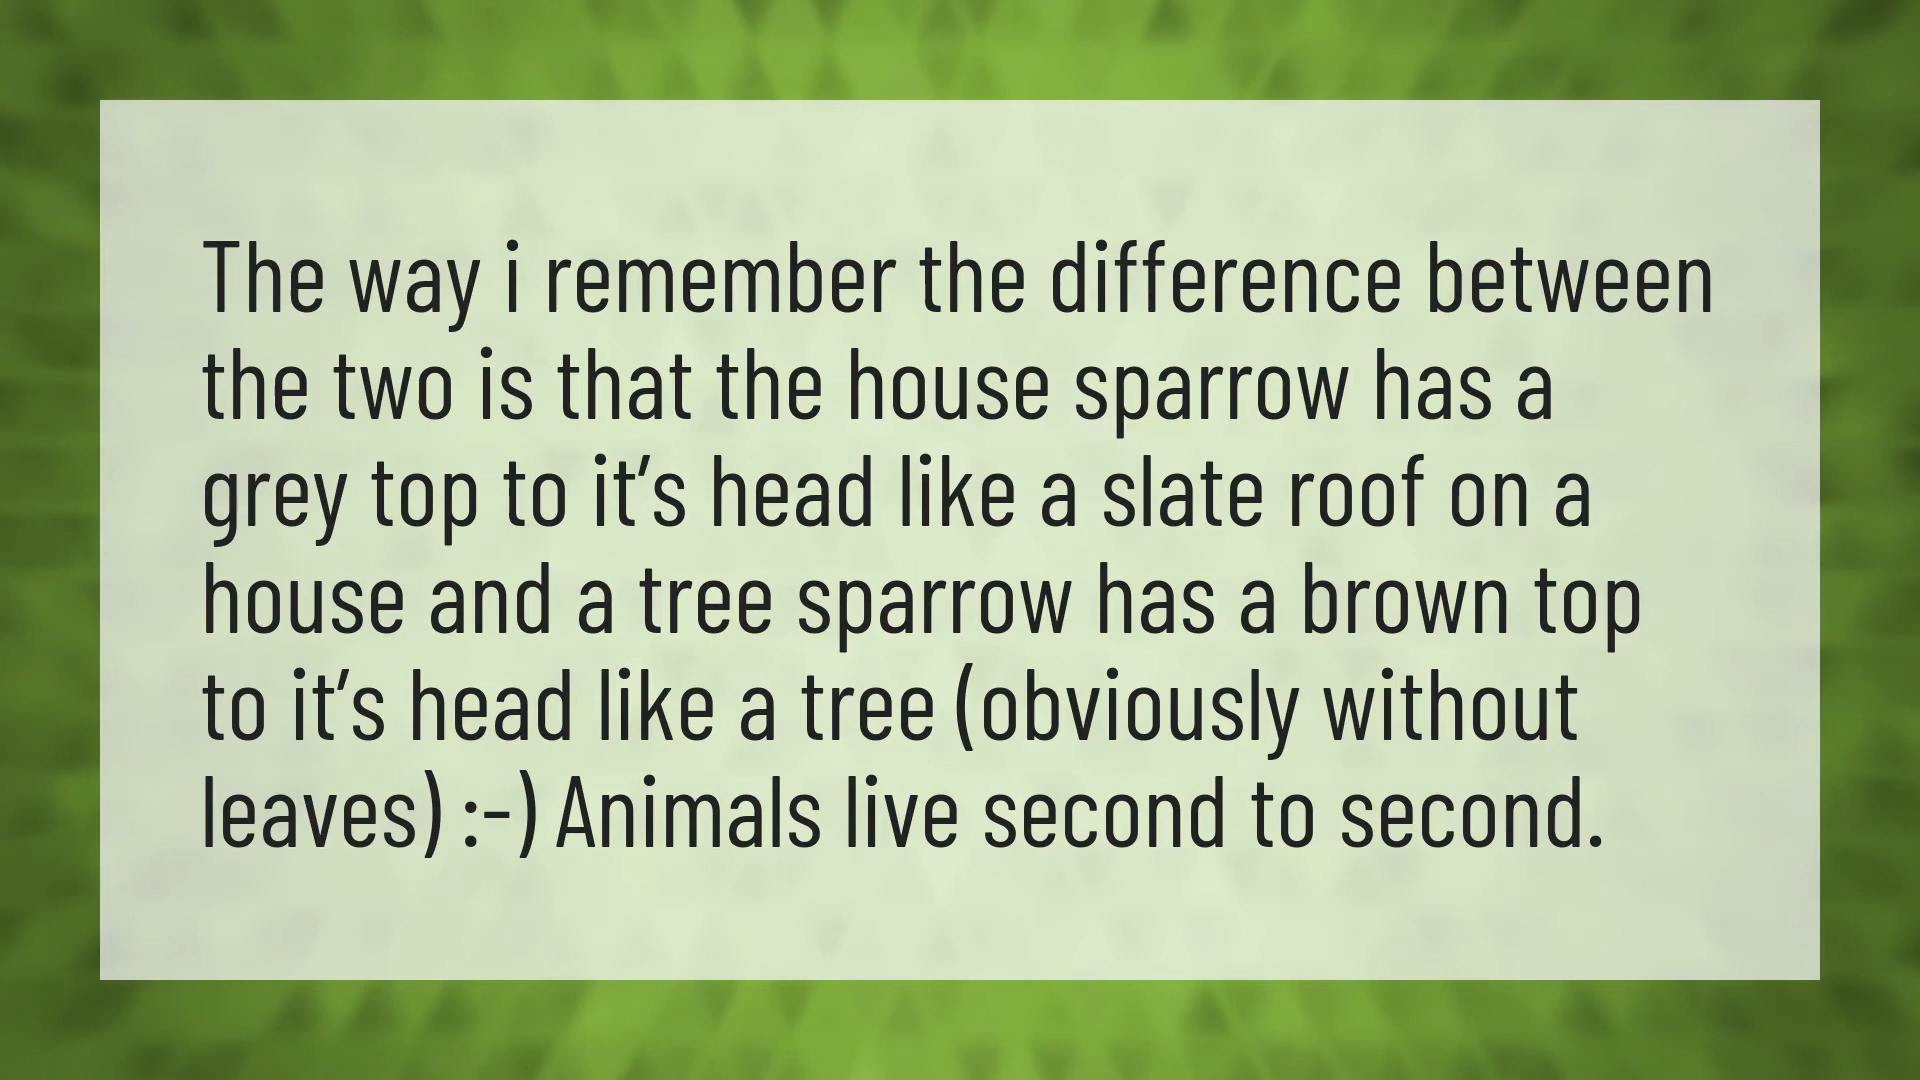 The way i remember the difference between
the two is that the house sparrow has a
grey top to it’s head like a slate roof on a
house and a tree sparrow has a brown top
to it’s head like a tree (obviously without
leaves) :-) Animals live second to second.